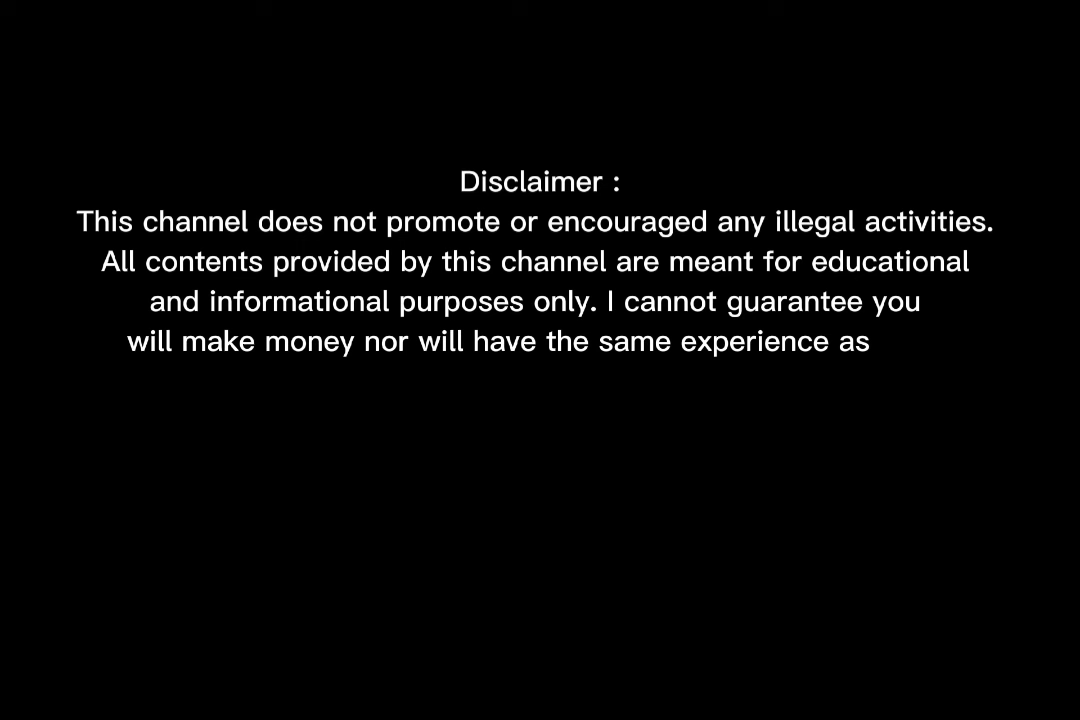 Disclaimer :
This channel does not promote or encouraged any illegal activities.
All contents provided by this channel are meant for educational
and informational purposes only. I cannot guarantee you
will make money nor will have the same experience as